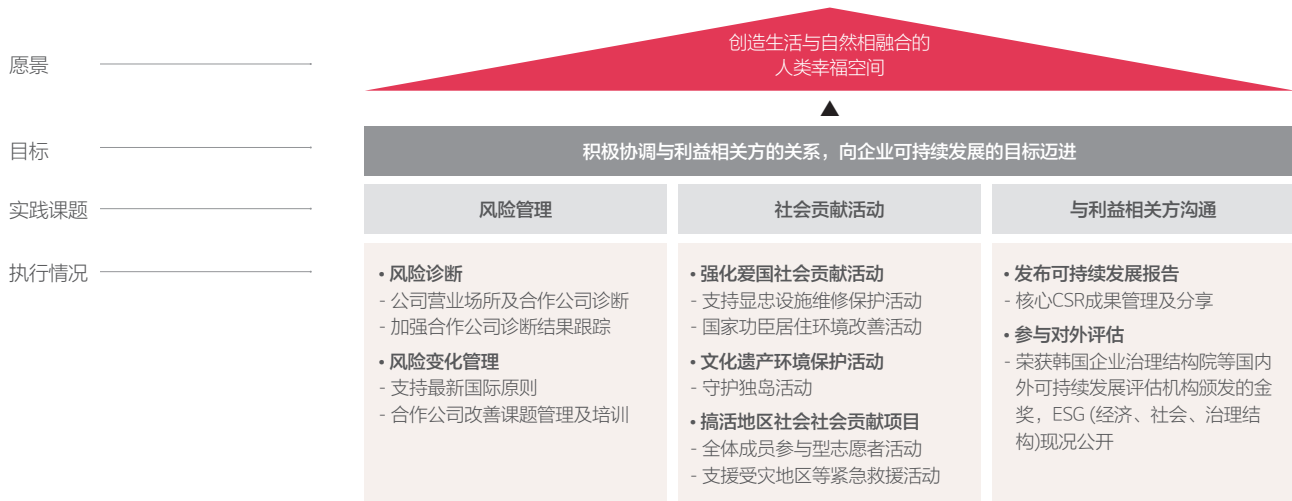 创造生活与自然相融合的
人类幸福空间
愿景
▲
目标
积极协调与利益相关方的关系，向企业可持续发展的目标迈进
实践课题
风险管理
社会贡献活动
与利益相关方沟通
执行情况
• 风险诊断
- 公司营业场所及合作公司诊断
- 加强合作公司诊断结果跟踪
• 风险变化管理
- 支持最新国际原则
- 合作公司改善课题管理及培训
• 强化爱国社会贡献活动
- 支持显忠设施维修保护活动
- 国家功臣居住环境改善活动
• 文化遗产环境保护活动
- 守护独岛活动
• 搞活地区社会社会贡献项目
- 全体成员参与型志愿者活动
- 支援受灾地区等紧急救援活动
• 发布可持续发展报告
- 核心CSR成果管理及分享
• 参与对外评估
- 荣获韩国企业治理结构院等国内
外可持续发展评估机构颁发的金
奖，ESG (经济、社会、治理结
构)现况公开